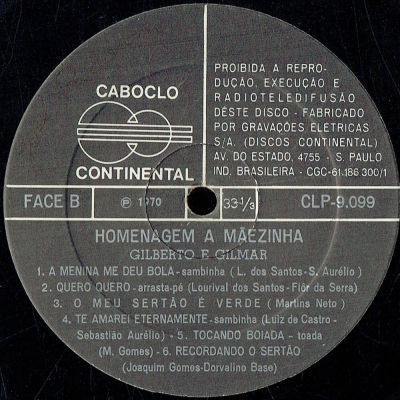 CABOCLO
CONTINENTAL
PROIBIDA A REPRO-
DUÇÃO, EXECUÇÃO E
RADIOTELEDIFUSÃO
DÊSTE DISCO - FABRICADO
POR GRAVAÇÕES ELÉTRICAS
S/A. (DISCOS CONTINENTAL)
AV. DO ESTADO, 4755 - S. PAULO
IND. BRASILEIRA - CGC-61.186.300/1
FACE B
Ⓟ 1970
33-1/3
CLP-9.099
HOMENAGEM A MÃEZINHA
GILBERTO E GILMAR
1. A MENINA ME DEU BOLA - sambinha ( L. dos Santos - S. Aurélio )
2. QUERO QUERO - arrasta-pé (Lourival dos Santos - Flôr da Serra)
3. O MEU SERTÃO É VERDE ( Martins Neto )
4. TE AMAREI ETERNAMENTE - sambinha (Luiz de Castro -
Sebastião Aurélio) - 5. TOCANDO BOIADA - toada
(M. Gomes) - 6. RECORDANDO O SERTÃO
(Joaquim Gomes - Dorvalino Base)